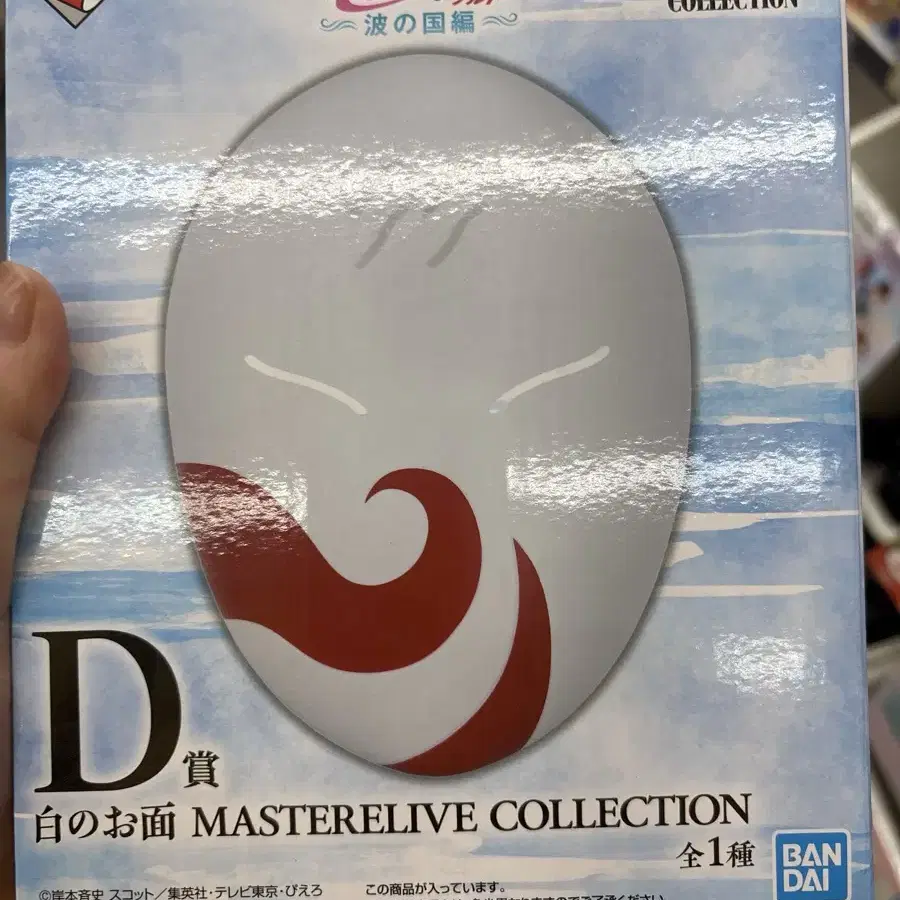 COLLECTION
～波の国編～
D賞
白のお面 MASTERELIVE COLLECTION
全1種
BAN
DAI
©岸本斉史 スコット／集英社・テレビ東京・ぴえろ
この商品が入っています。